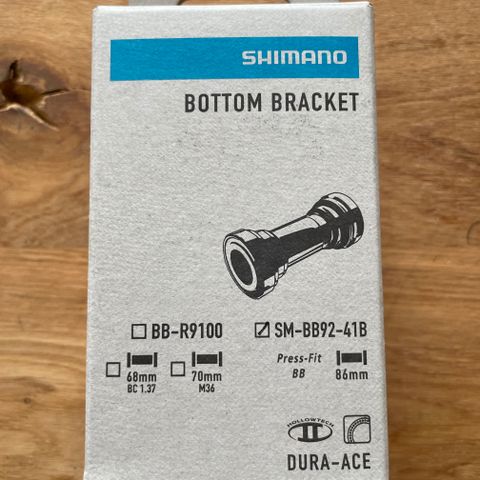 SHIMANO
BOTTOM BRACKET
BB-R9100
SM-BB92-41B
68mm
BC 1.37
70mm
M36
Press-Fit
BB
86mm
HOLLOWTECH
II
DURA-ACE